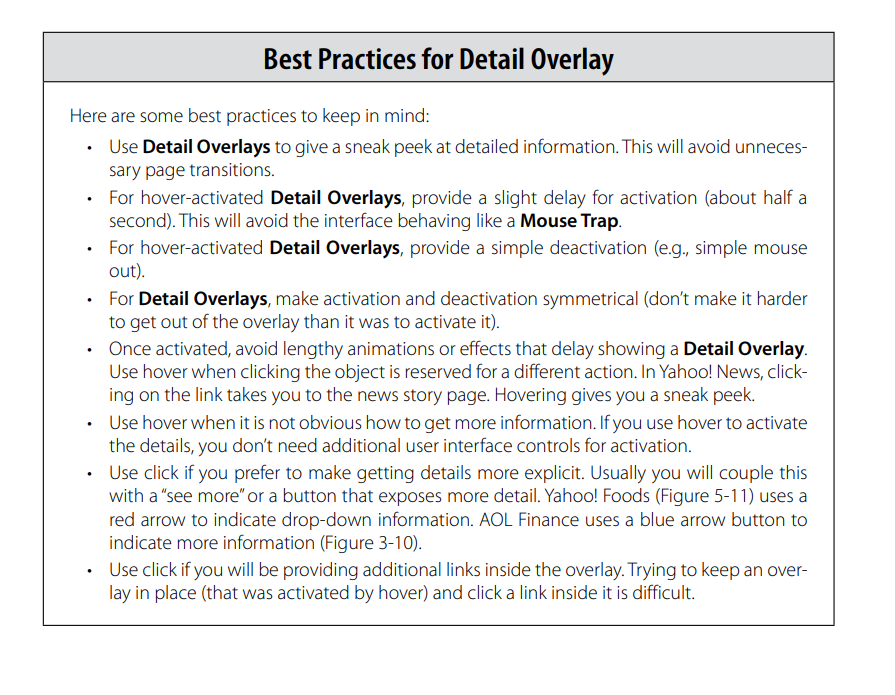 Best Practices for Detail Overlay
Here are some best practices to keep in mind:
• Use Detail Overlays to give a sneak peek at detailed information. This will avoid unneces-
sary page transitions.
• For hover-activated Detail Overlays, provide a slight delay for activation (about half a
second). This will avoid the interface behaving like a Mouse Trap.
• For hover-activated Detail Overlays, provide a simple deactivation (e.g., simple mouse
out).
• For Detail Overlays, make activation and deactivation symmetrical (don’t make it harder
to get out of the overlay than it was to activate it).
• Once activated, avoid lengthy animations or effects that delay showing a Detail Overlay.
Use hover when clicking the object is reserved for a different action. In Yahoo! News, click-
ing on the link takes you to the news story page. Hovering gives you a sneak peek.
• Use hover when it is not obvious how to get more information. If you use hover to activate
the details, you don’t need additional user interface controls for activation.
• Use click if you prefer to make getting details more explicit. Usually you will couple this
with a “see more” or a button that exposes more detail. Yahoo! Foods (Figure 5-11) uses a
red arrow to indicate drop-down information. AOL Finance uses a blue arrow button to
indicate more information (Figure 3-10).
• Use click if you will be providing additional links inside the overlay. Trying to keep an over-
lay in place (that was activated by hover) and click a link inside it is difficult.